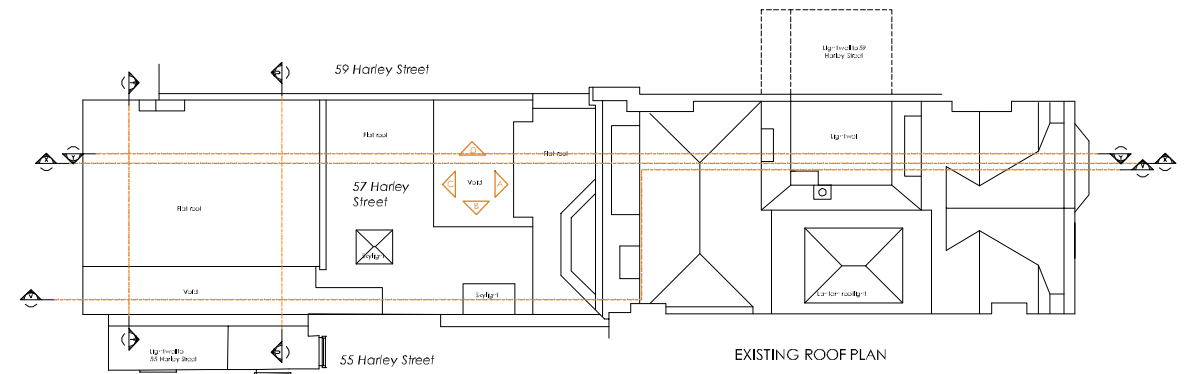 59 Harley Street
Lightwell to 59
Harley Street
Flat roof
Flat roof
Lightwell
D
Y
X
Y
X
V
57 Harley
Street
C
Void
A
B
Flat roof
Skylight
Void
Skylight
Lantern rooflight
V
Lightwell to
55 Harley Street
55 Harley Street
EXISTING ROOF PLAN